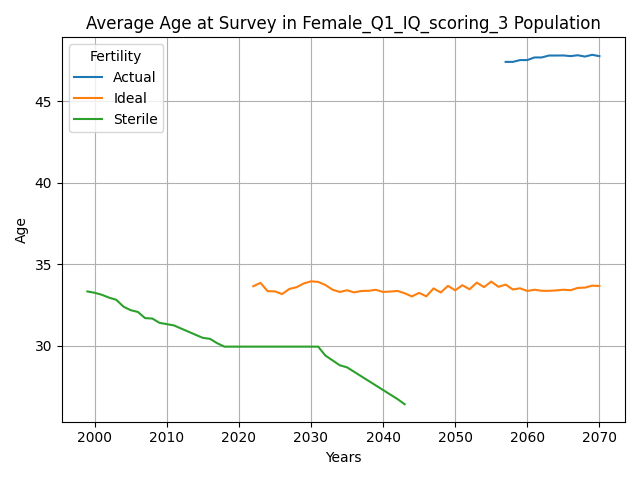 Average Age at Survey in Female_Q1_IQ_scoring_3 Population
Fertility
Actual
Ideal
Sterile
Age
45
40
35
30
2000 2010 2020 2030 2040 2050 2060 2070
Years